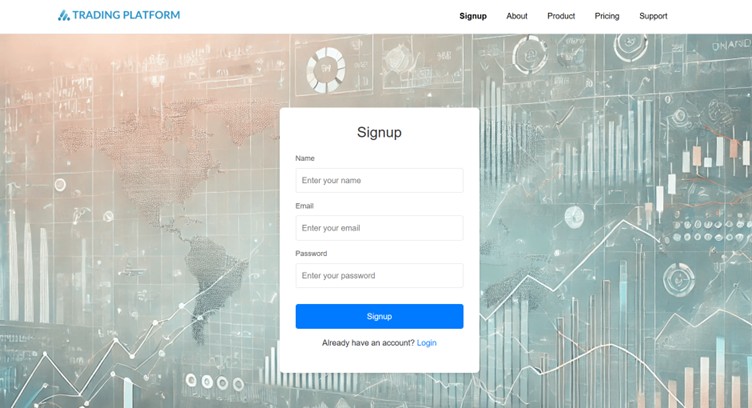 TRADING PLATFORM
Signup About Product Pricing Support
Signup
Name
Enter your name
Email
Enter your email
Password
Enter your password
Signup
Already have an account? Login